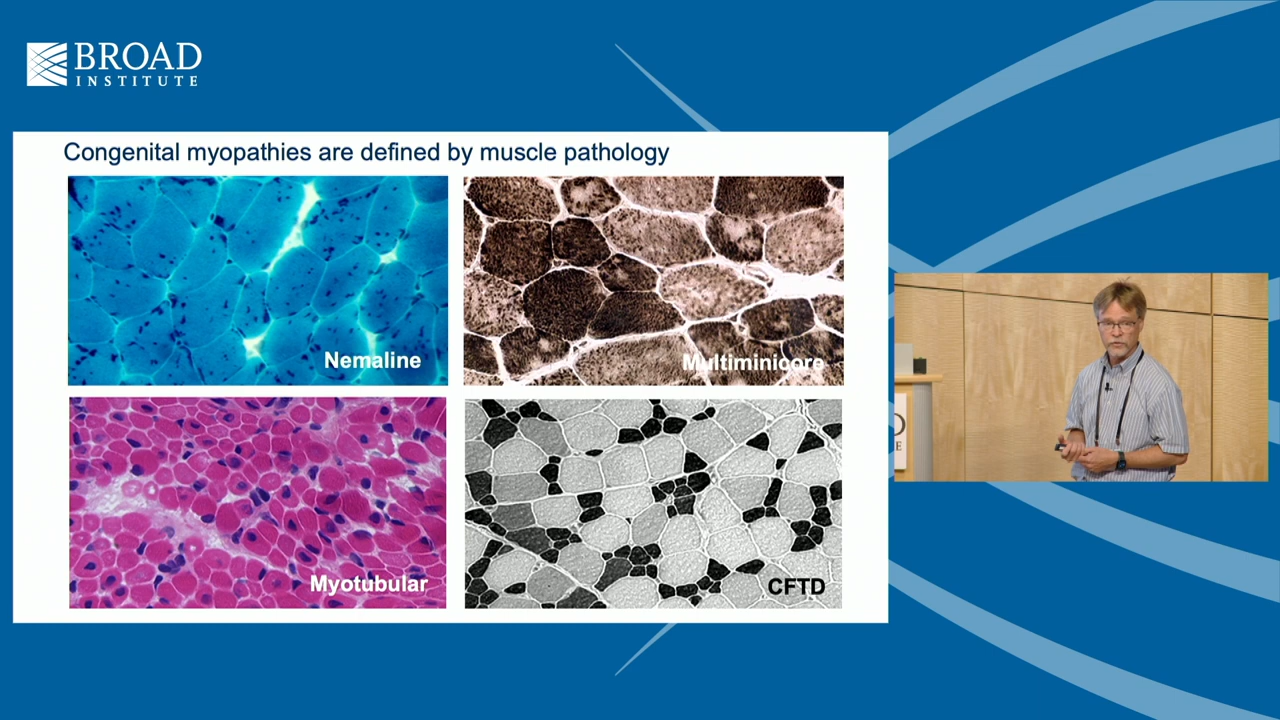 BROAD
INSTITUTE
Congenital myopathies are defined by muscle pathology
Nemaline
Multiminicore
Myotubular
CFTD